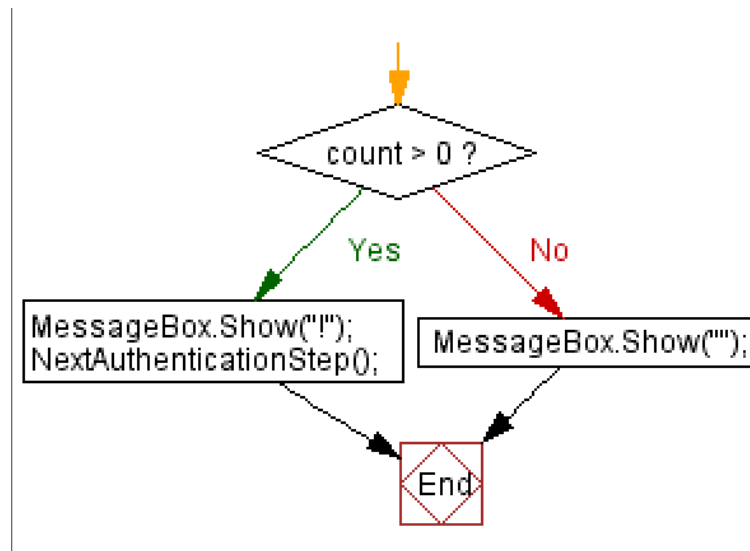 count > 0 ?
Yes
No
MessageBox.Show("!");
NextAuthenticationStep();
MessageBox.Show("");
End